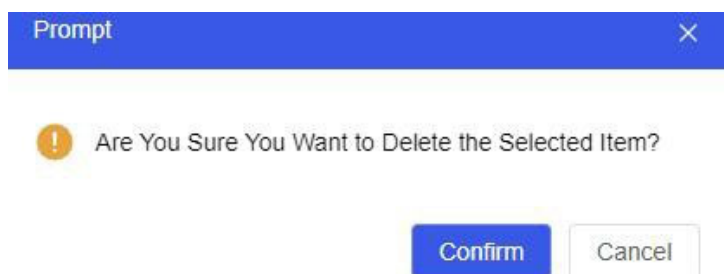 Prompt
Are You Sure You Want to Delete the Selected Item?
Confirm
Cancel